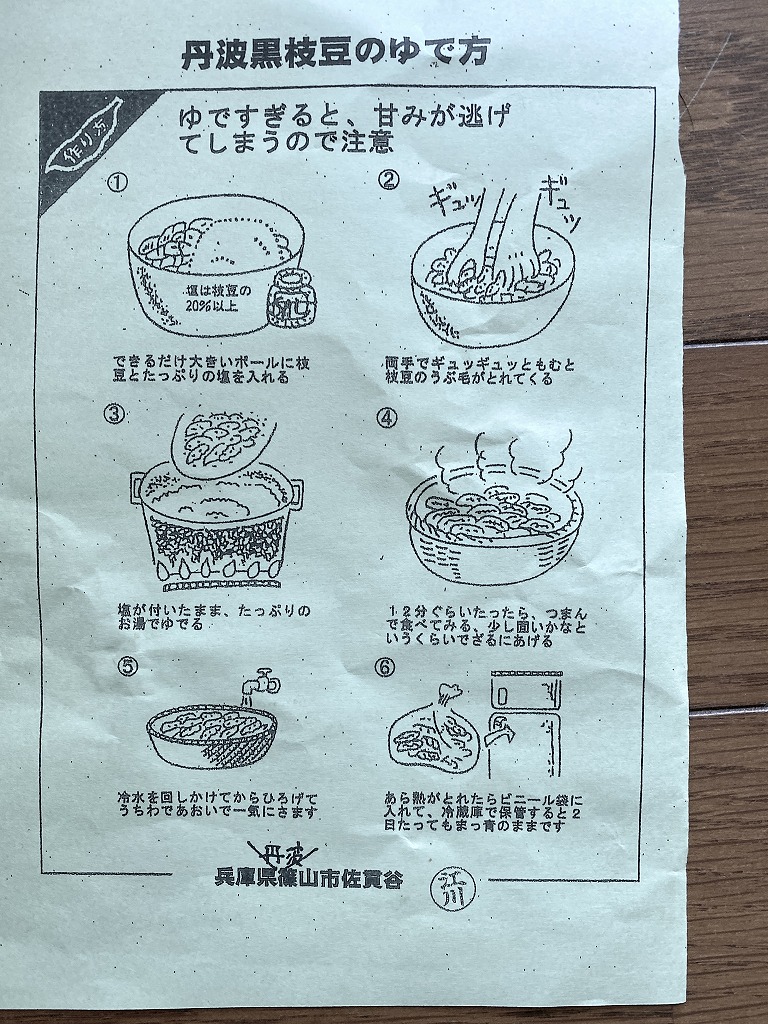 丹波黒枝豆のゆで方
作り方
ゆですぎると、甘みが逃げ
てしまうので注意
①
塩は枝豆の
20%以上
できるだけ大きいボールに枝
豆とたっぷりの塩を入れる
②
ギュッ
ギュッ
両手でギュッギュッともむと
枝豆のうぶ毛がとれてくる
③
塩が付いたまま、たっぷりの
お湯でゆでる
④
12分ぐらいたったら、つまん
で食べてみる、少し固いかなと
いうくらいでざるにあげる
⑤
冷水を回しかけてからひろげて
うちわであおいで一気にさます
⑥
あら熱がとれたらビニール袋に
入れて、冷蔵庫で保管すると2
日たってもまっ青のままです
丹波
兵庫県篠山市佐貫谷
江川